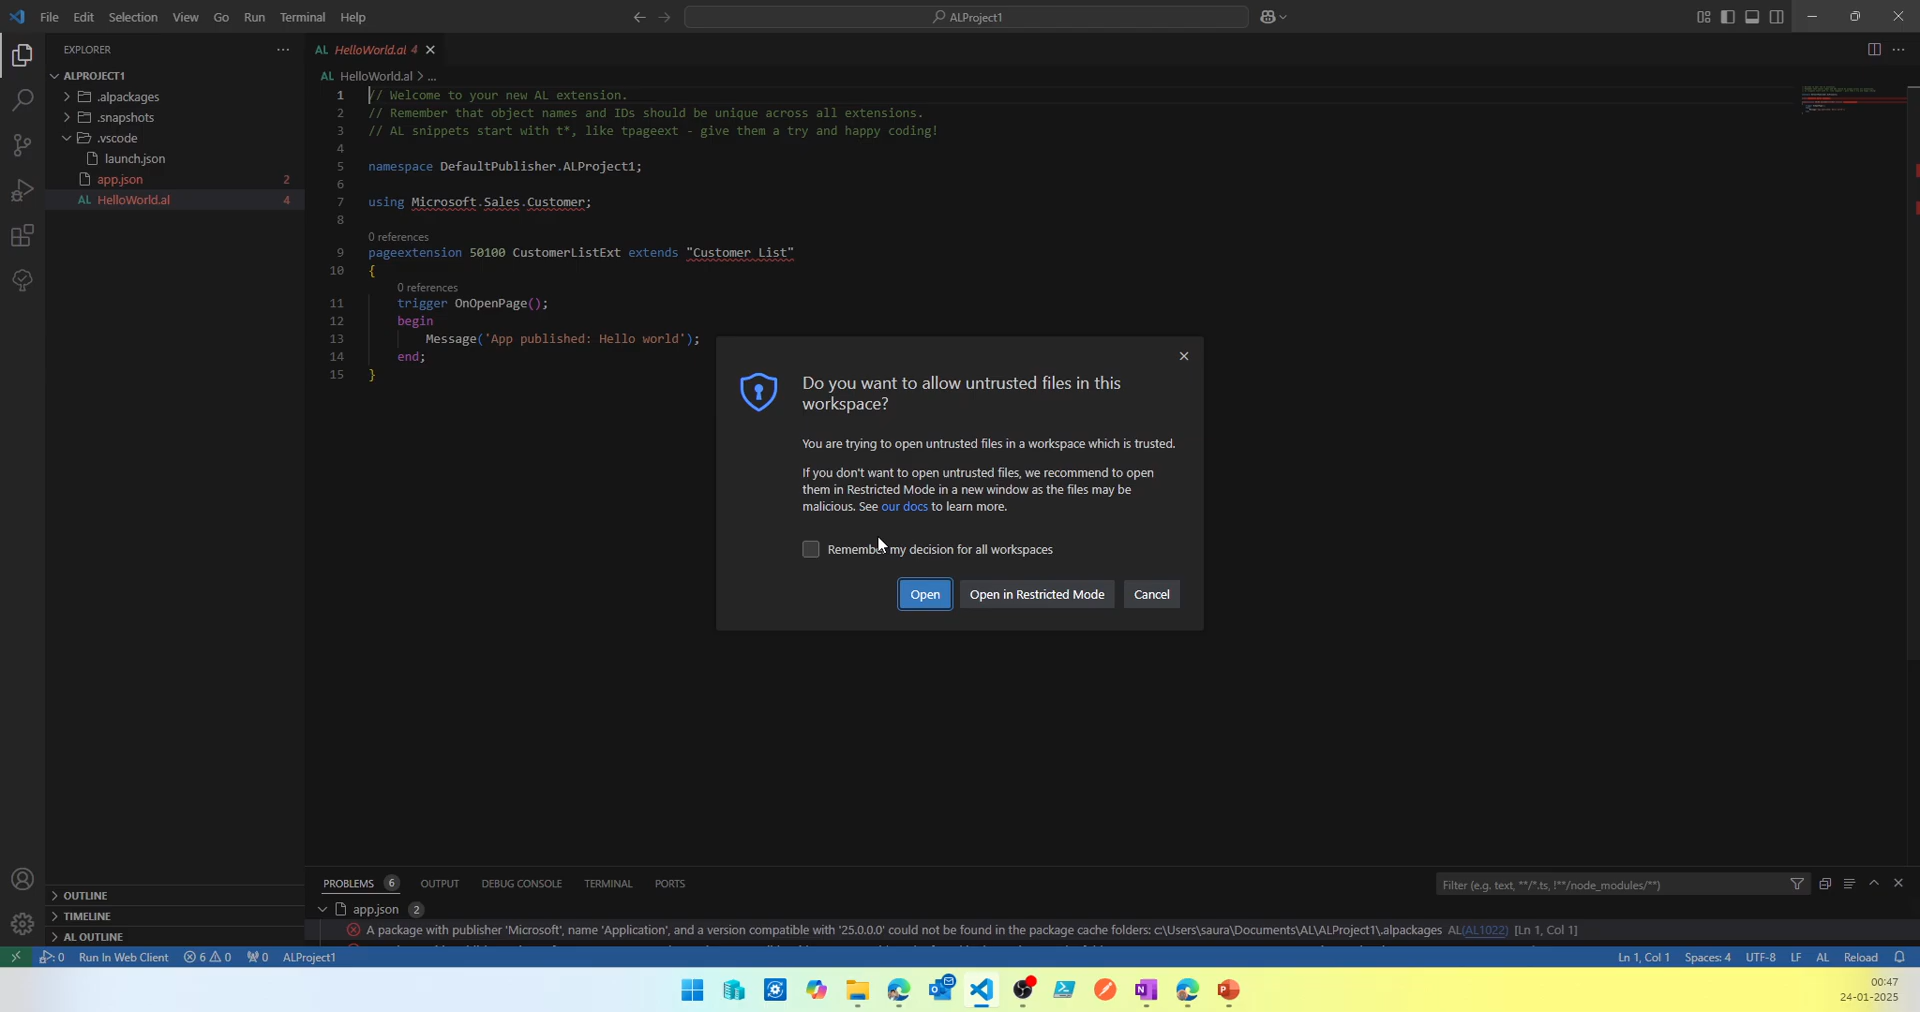 File Edit Selection View Go Run Terminal Help
ALProject1
EXPLORER
ALPROJECT1
.alpackages
.snapshots
.vscode
launch.json
app.json 2
AL HelloWorld.al 4
AL HelloWorld.al 4
AL HelloWorld.al > ...
1 // Welcome to your new AL extension.
2 // Remember that object names and IDs should be unique across all extensions.
3 // AL snippets start with t*, like tpageext - give them a try and happy coding!
4
5 namespace DefaultPublisher.ALProject1;
6
7 using Microsoft.Sales.Customer;
8
0 references
9 pageextension 50100 CustomerListExt extends "Customer List"
10 {
0 references
11 trigger OnOpenPage();
12 begin
13 Message('App published: Hello world');
14 end;
15 }
Do you want to allow untrusted files in this
workspace?
You are trying to open untrusted files in a workspace which is trusted.
If you don't want to open untrusted files, we recommend to open
them in Restricted Mode in a new window as the files may be
malicious. See our docs to learn more.
Remember my decision for all workspaces
Open Open in Restricted Mode Cancel
OUTLINE
TIMELINE
AL OUTLINE
PROBLEMS 6 OUTPUT DEBUG CONSOLE TERMINAL PORTS
Filter (e.g. text, **/*.ts, !**/node_modules/**)
app.json 2
A package with publisher 'Microsoft', name 'Application', and a version compatible with '25.0.0.0' could not be found in the package cache folders: c:\Users\saura\Documents\AL\ALProject1\.alpackages AL(AL1022) [Ln 1, Col 1]
0 Run In Web Client 6 0 0 ALProject1
Ln 1, Col 1 Spaces: 4 UTF-8 LF AL Reload
00:47
24-01-2025